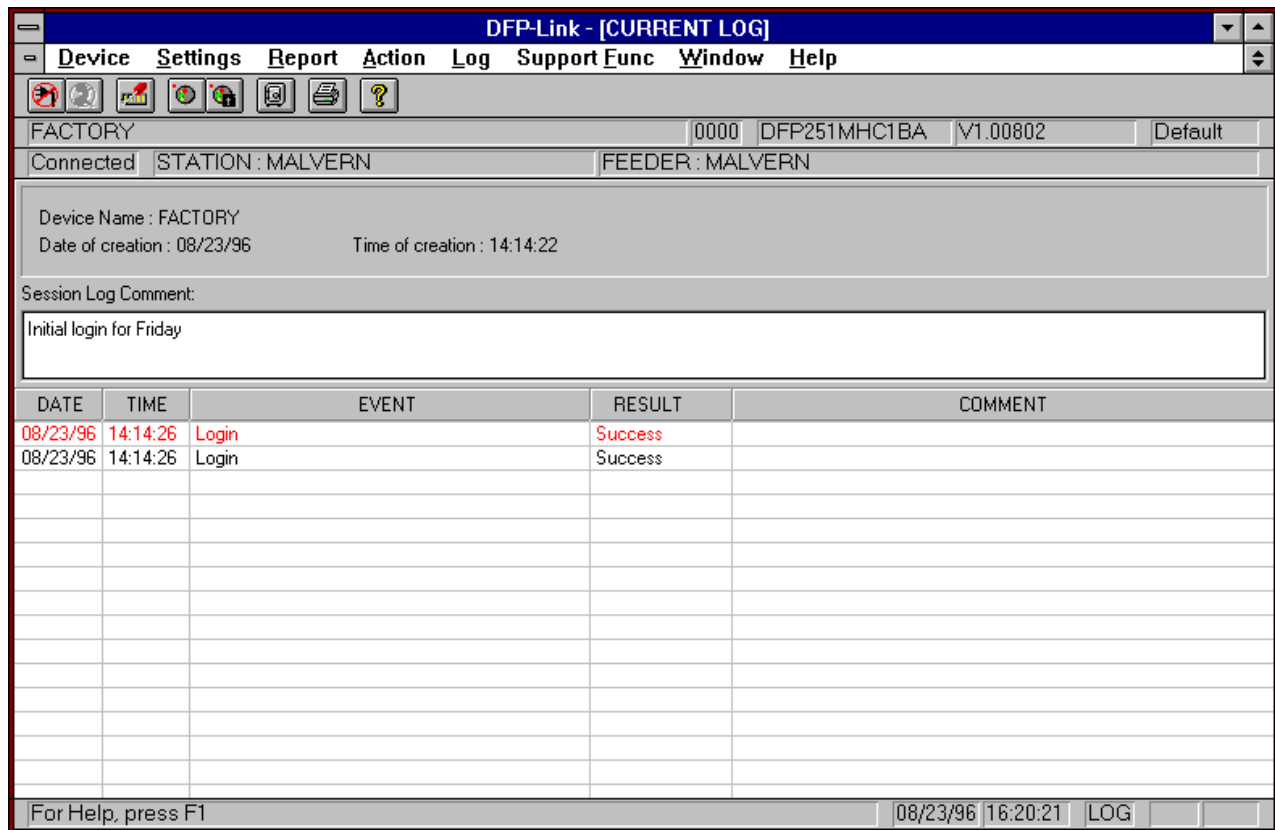 DFP-Link - [CURRENT LOG]
Device Settings Report Action Log Support Func Window Help
FACTORY 0000 DFP251MHC1BA V1.00802 Default
Connected STATION : MALVERN FEEDER : MALVERN
Device Name : FACTORY
Date of creation : 08/23/96 Time of creation : 14:14:22
Session Log Comment:
Initial login for Friday
DATE TIME EVENT RESULT COMMENT
08/23/96 14:14:26 Login Success
08/23/96 14:14:26 Login Success
For Help, press F1 08/23/96 16:20:21 LOG